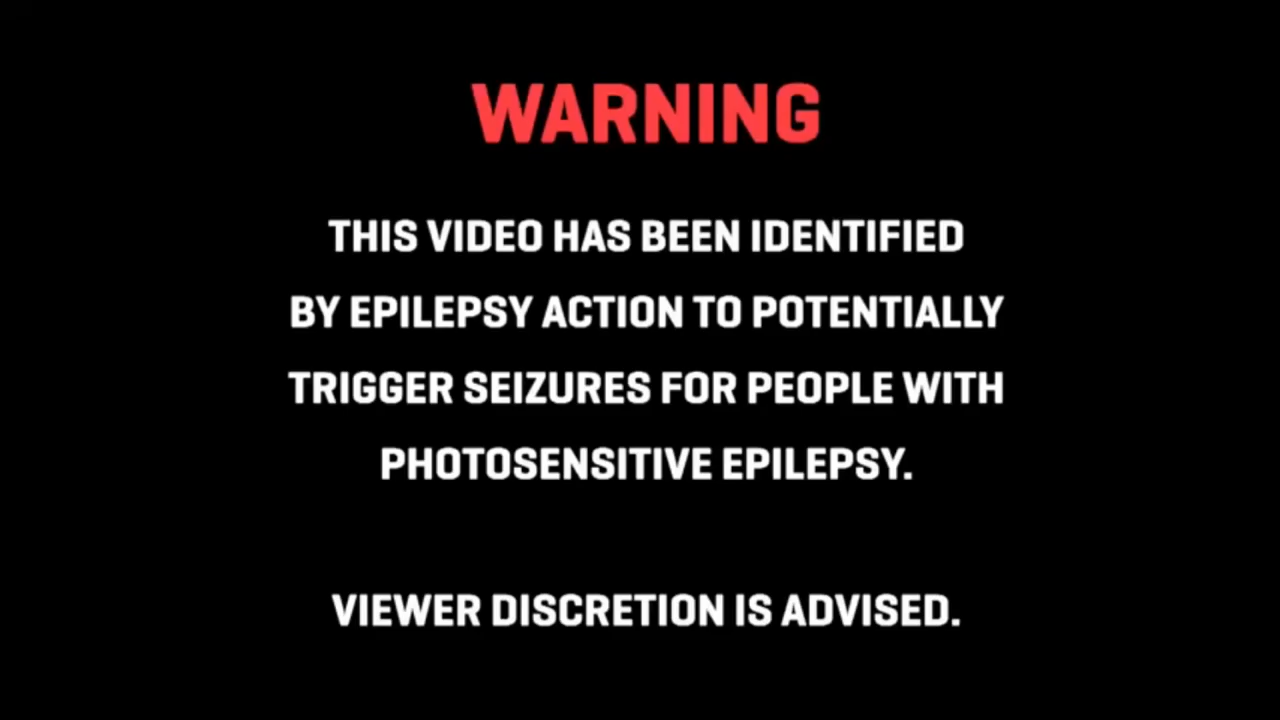 WARNING
THIS VIDEO HAS BEEN IDENTIFIED
BY EPILEPSY ACTION TO POTENTIALLY
TRIGGER SEIZURES FOR PEOPLE WITH
PHOTOSENSITIVE EPILEPSY.
VIEWER DISCRETION IS ADVISED.